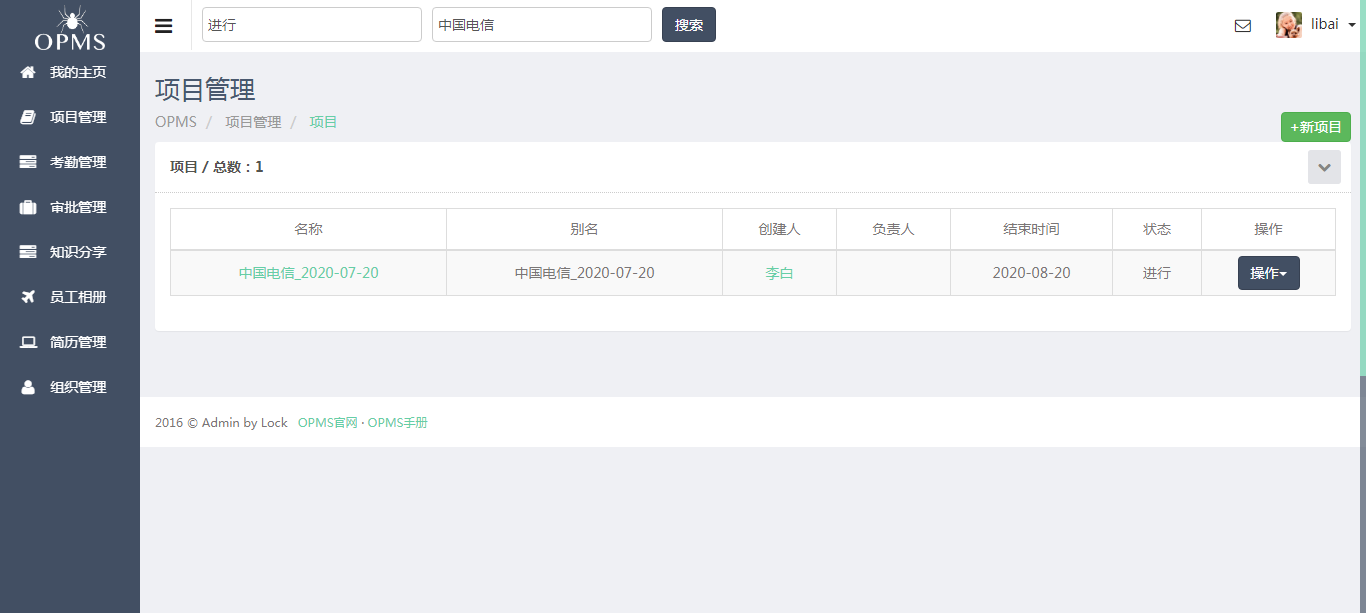 OPMS
我的主页
项目管理
考勤管理
审批管理
知识分享
员工相册
简历管理
组织管理
进行
中国电信
搜索
libai
项目管理
OPMS / 项目管理 / 项目
+新项目
项目 / 总数：1
名称 别名 创建人 负责人 结束时间 状态 操作
中国电信_2020-07-20 中国电信_2020-07-20 李白 2020-08-20 进行 操作
2016 © Admin by Lock OPMS官网 · OPMS手册